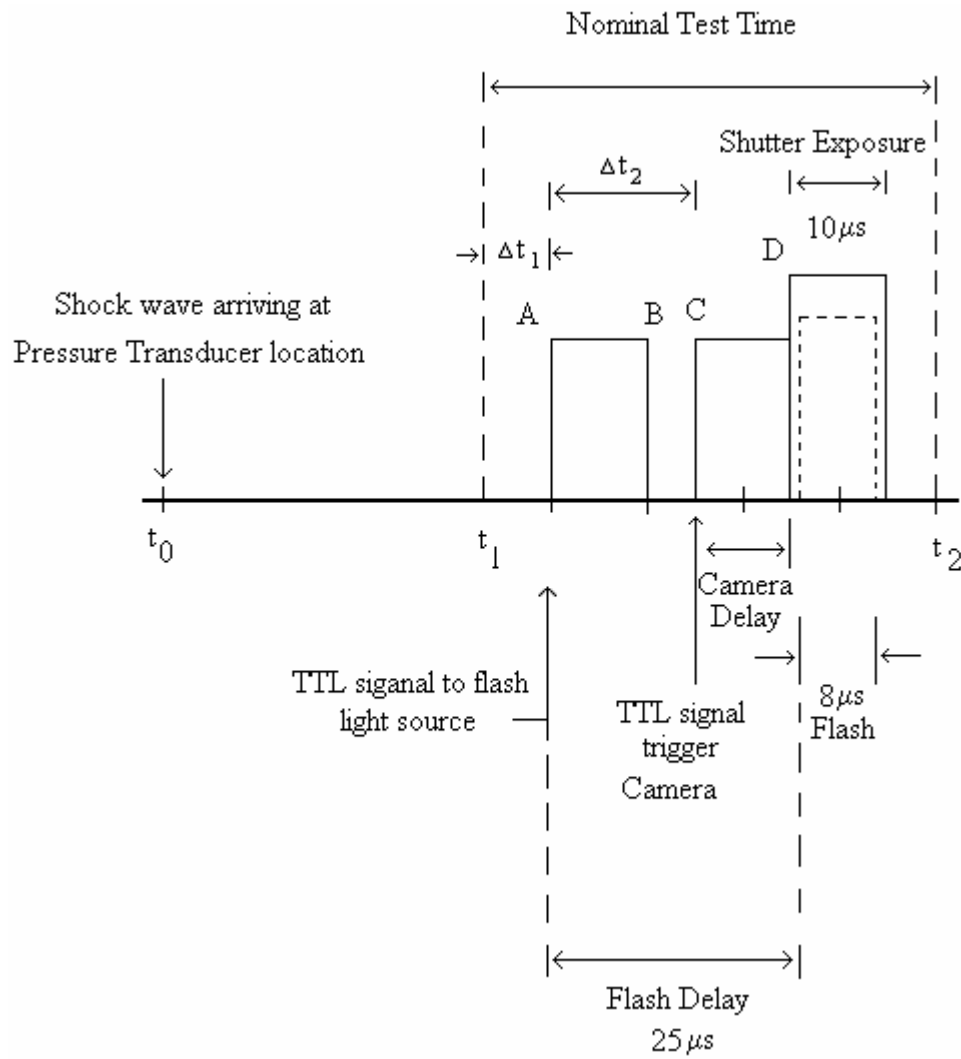 Nominal Test Time
Shutter Exposure
Δt2
10μs
Δt1
D
Shock wave arriving at
Pressure Transducer location
A
B
C
t0
t1
t2
Camera
Delay
TTL siganal to flash
light source
TTL signal
trigger
Camera
8μs
Flash
Flash Delay
25μs